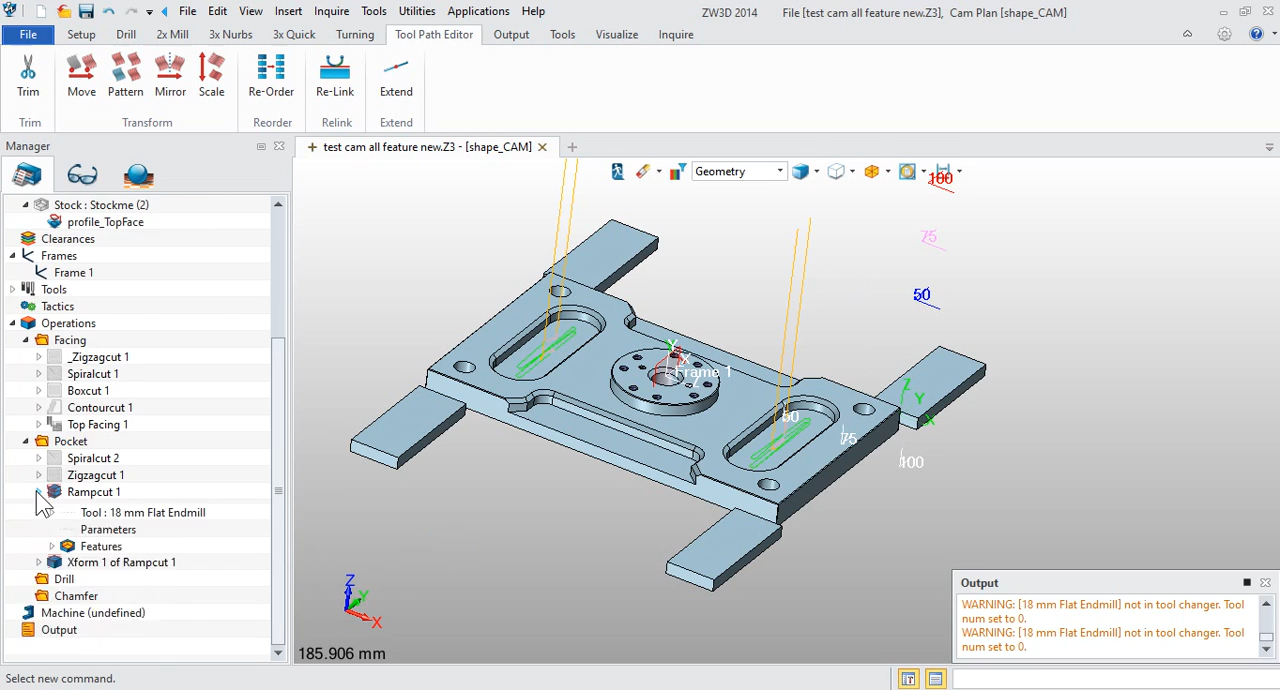 File Edit View Insert Inquire Tools Utilities Applications Help
ZW3D 2014 File [test cam all feature new.Z3], Cam Plan [shape_CAM]
File Setup Drill 2x Mill 3x Nurbs 3x Quick Turning Tool Path Editor Output Tools Visualize Inquire
Trim Move Pattern Mirror Scale Re-Order Re-Link Extend
Trim Transform Reorder Relink Extend
Manager
test cam all feature new.Z3 - [shape_CAM]
Geometry
Stock : Stockme (2)
profile_TopFace
Clearances
Frames
Frame 1
Tools
Tactics
Operations
Facing
_Zigzagcut 1
Spiralcut 1
Boxcut 1
Contourcut 1
Top Facing 1
Pocket
Spiralcut 2
Zigzagcut 1
Rampcut 1
Tool : 18 mm Flat Endmill
Parameters
Features
Xform 1 of Rampcut 1
Drill
Chamfer
Machine (undefined)
Output
100
75
50
Y
X
Frame 1
Z
Z
Y
X
50
75
100
Z
Y
X
185.906 mm
Output
WARNING: [18 mm Flat Endmill] not in tool changer. Tool
num set to 0.
WARNING: [18 mm Flat Endmill] not in tool changer. Tool
num set to 0.
Select new command.